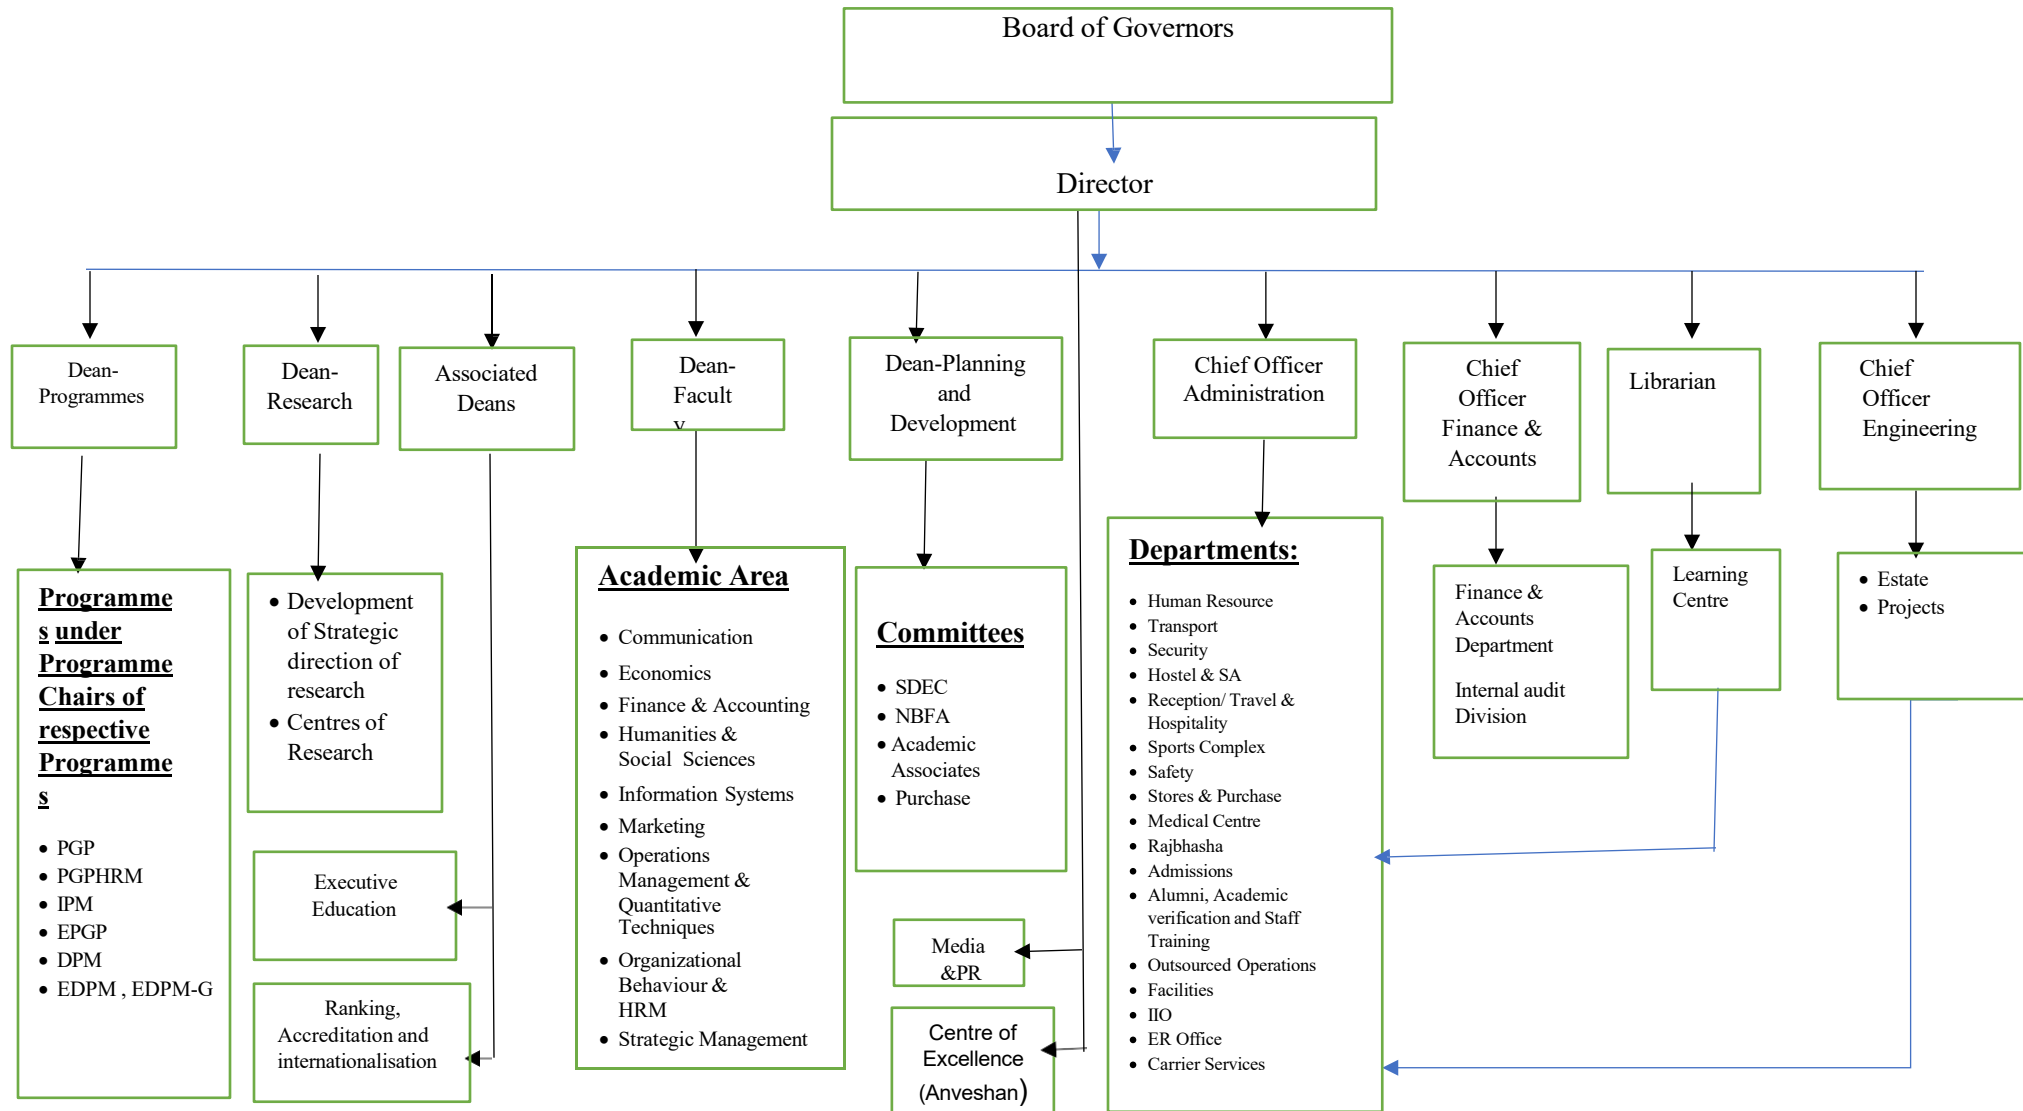 Board of Governors
Director
Dean-
Programmes
Dean-
Research
Associated
Deans
Dean-
Facult
y
Dean-Planning
and
Development
Chief Officer
Administration
Chief
Officer
Finance &
Accounts
Librarian
Chief
Officer
Engineering
Programme
s under
Programme
Chairs of
respective
Programme
s
• PGP
• PGPHRM
• IPM
• EPGP
• DPM
• EDPM , EDPM-G
• Development
of Strategic
direction of
research
• Centres of
Research
Executive
Education
Ranking,
Accreditation and
internationalisation
Academic Area
• Communication
• Economics
• Finance & Accounting
• Humanities &
Social Sciences
• Information Systems
• Marketing
• Operations
Management &
Quantitative
Techniques
• Organizational
Behaviour &
HRM
• Strategic Management
Committees
• SDEC
• NBFA
• Academic
Associates
• Purchase
Media
&PR
Centre of
Excellence
(Anveshan)
Departments:
• Human Resource
• Transport
• Security
• Hostel & SA
• Reception/ Travel &
Hospitality
• Sports Complex
• Safety
• Stores & Purchase
• Medical Centre
• Rajbhasha
• Admissions
• Alumni, Academic
verification and Staff
Training
• Outsourced Operations
• Facilities
• IIO
• ER Office
• Carrier Services
Finance &
Accounts
Department
Internal audit
Division
Learning
Centre
• Estate
• Projects